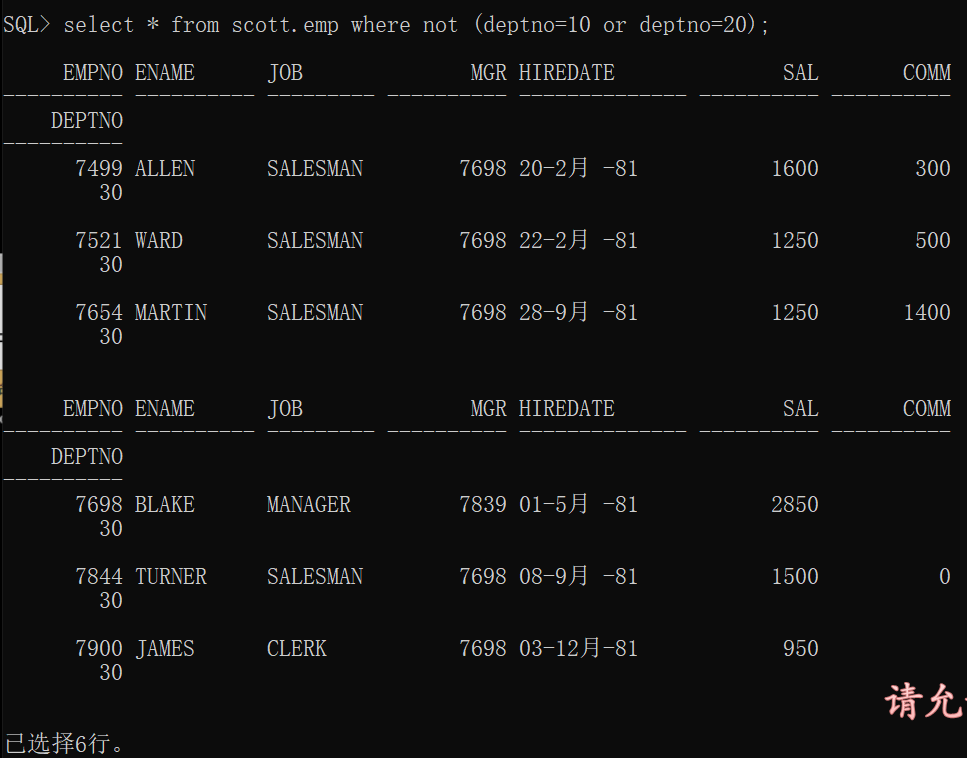 SQL> select * from scott.emp where not (deptno=10 or deptno=20);
EMPNO ENAME JOB MGR HIREDATE SAL COMM
---------- ---------- --------- ---------- -------------- ---------- ----------
DEPTNO
----------
7499 ALLEN SALESMAN 7698 20-2月 -81 1600 300
30
7521 WARD SALESMAN 7698 22-2月 -81 1250 500
30
7654 MARTIN SALESMAN 7698 28-9月 -81 1250 1400
30
EMPNO ENAME JOB MGR HIREDATE SAL COMM
---------- ---------- --------- ---------- -------------- ---------- ----------
DEPTNO
----------
7698 BLAKE MANAGER 7839 01-5月 -81 2850
30
7844 TURNER SALESMAN 7698 08-9月 -81 1500 0
30
7900 JAMES CLERK 7698 03-12月-81 950
30
请允
已选择6行。